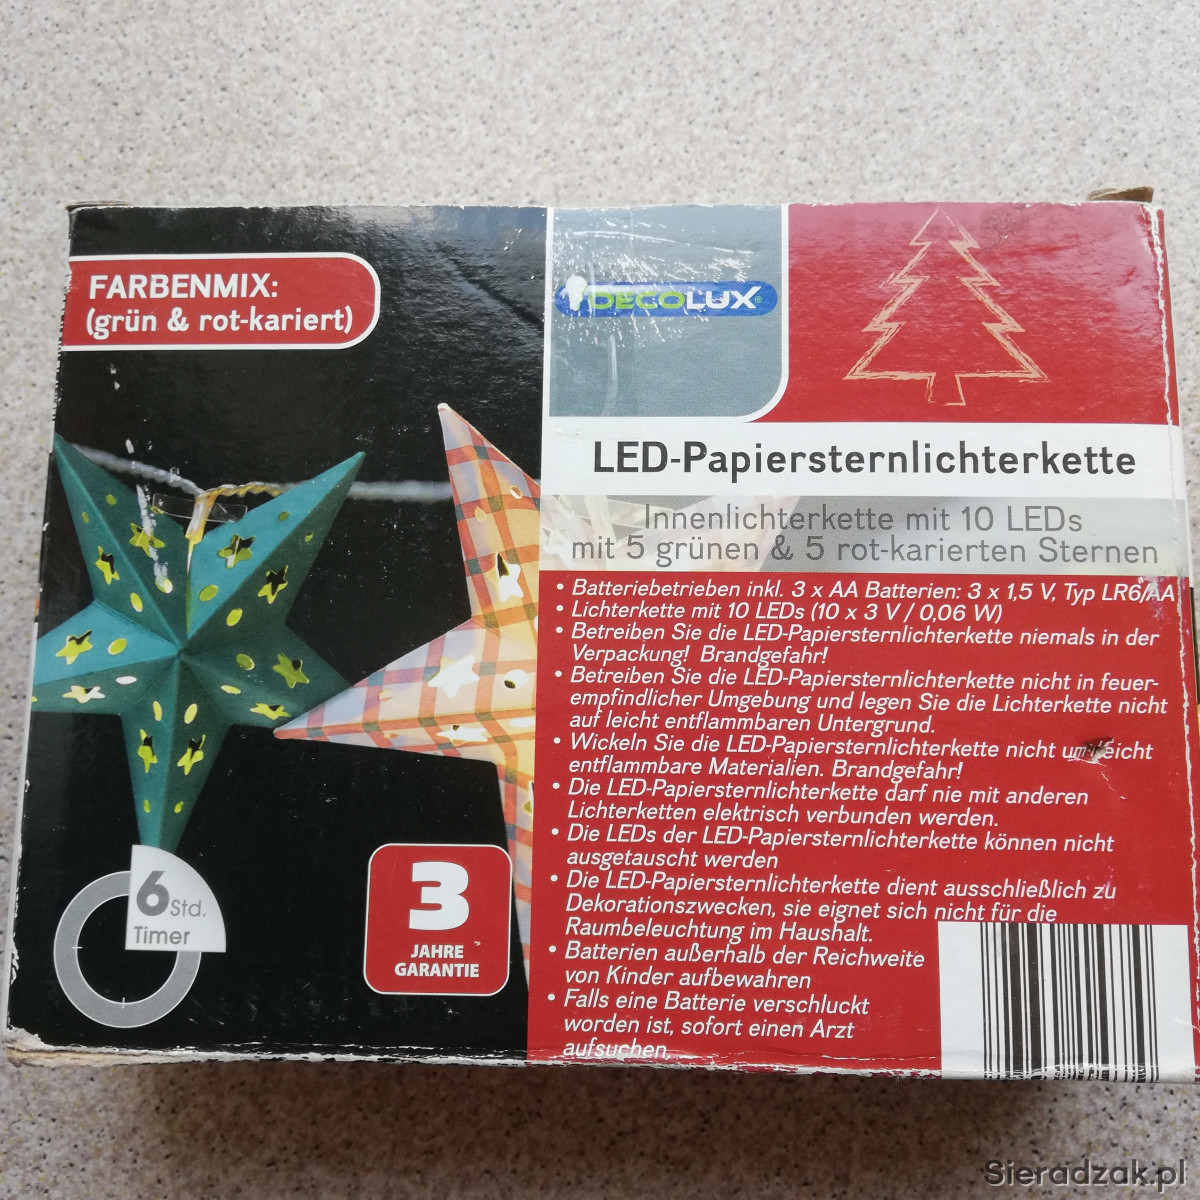 FARBENMIX:
(grün & rot-kariert)
DECOLUX®
LED-Papiersternlichterkette
Innenlichterkette mit 10 LEDs
mit 5 grünen & 5 rot-karierten Sternen
• Batteriebetrieben inkl. 3 x AA Batterien: 3 x 1,5 V, Typ LR6/AA
• Lichterkette mit 10 LEDs (10 x 3 V / 0,06 W)
• Betreiben Sie die LED-Papiersternlichterkette niemals in der
Verpackung! Brandgefahr!
• Betreiben Sie die LED-Papiersternlichterkette nicht in feuer-
empfindlicher Umgebung und legen Sie die Lichterkette nicht
auf leicht entflammbaren Untergrund.
• Wickeln Sie die LED-Papiersternlichterkette nicht um leicht
entflammbare Materialien. Brandgefahr!
• Die LED-Papiersternlichterkette darf nie mit anderen
Lichterketten elektrisch verbunden werden.
• Die LEDs der LED-Papiersternlichterkette können nicht
ausgetauscht werden
• Die LED-Papiersternlichterkette dient ausschließlich zu
Dekorationszwecken, sie eignet sich nicht für die
Raumbeleuchtung im Haushalt.
• Batterien außerhalb der Reichweite
von Kinder aufbewahren
• Falls eine Batterie verschluckt
worden ist, sofort einen Arzt
aufsuchen.
6 Std.
Timer
3
JAHRE
GARANTIE
Sieradzak.pl